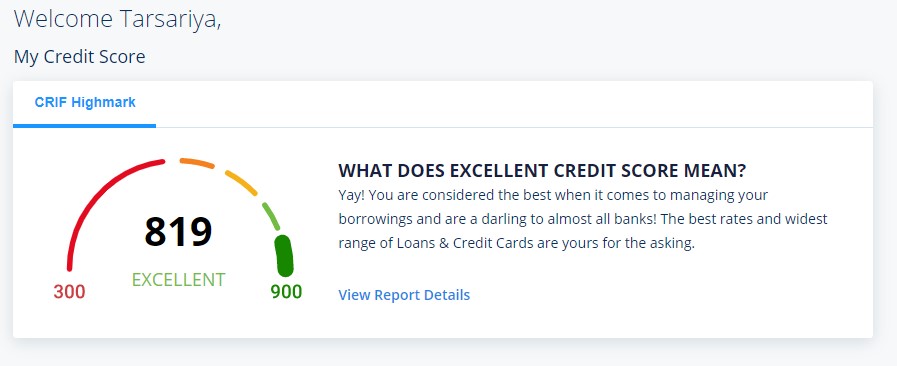 Welcome Tarsariya,
My Credit Score
CRIF Highmark
819
EXCELLENT
300
900
WHAT DOES EXCELLENT CREDIT SCORE MEAN?
Yay! You are considered the best when it comes to managing your
borrowings and are a darling to almost all banks! The best rates and widest
range of Loans & Credit Cards are yours for the asking.
View Report Details